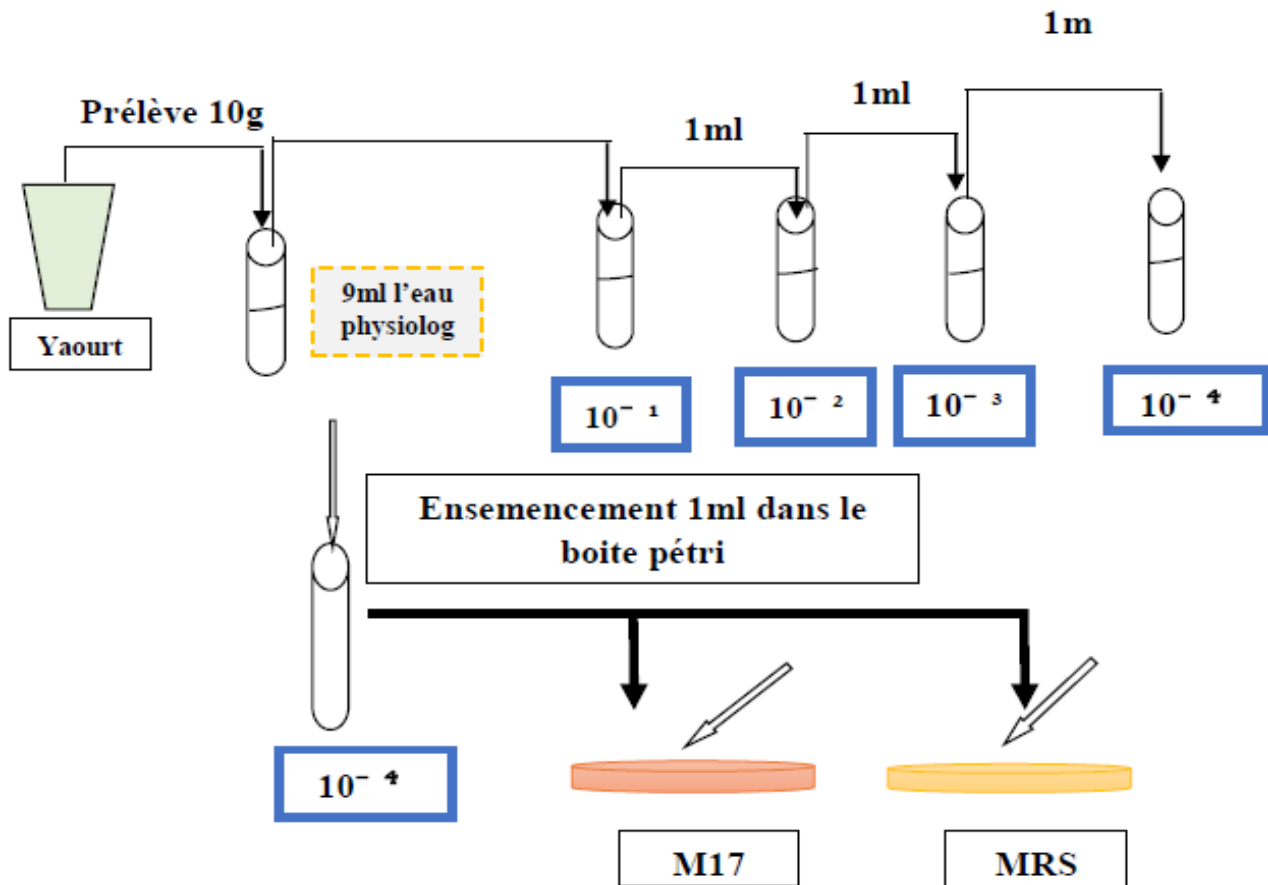 1m
1ml
1ml
Prélève 10g
9ml l’eau
physiolog
Yaourt
10⁻ ¹
10⁻ ²
10⁻ ³
10⁻ ⁴
Ensemencement 1ml dans le
boite pétri
10⁻ ⁴
M17
MRS